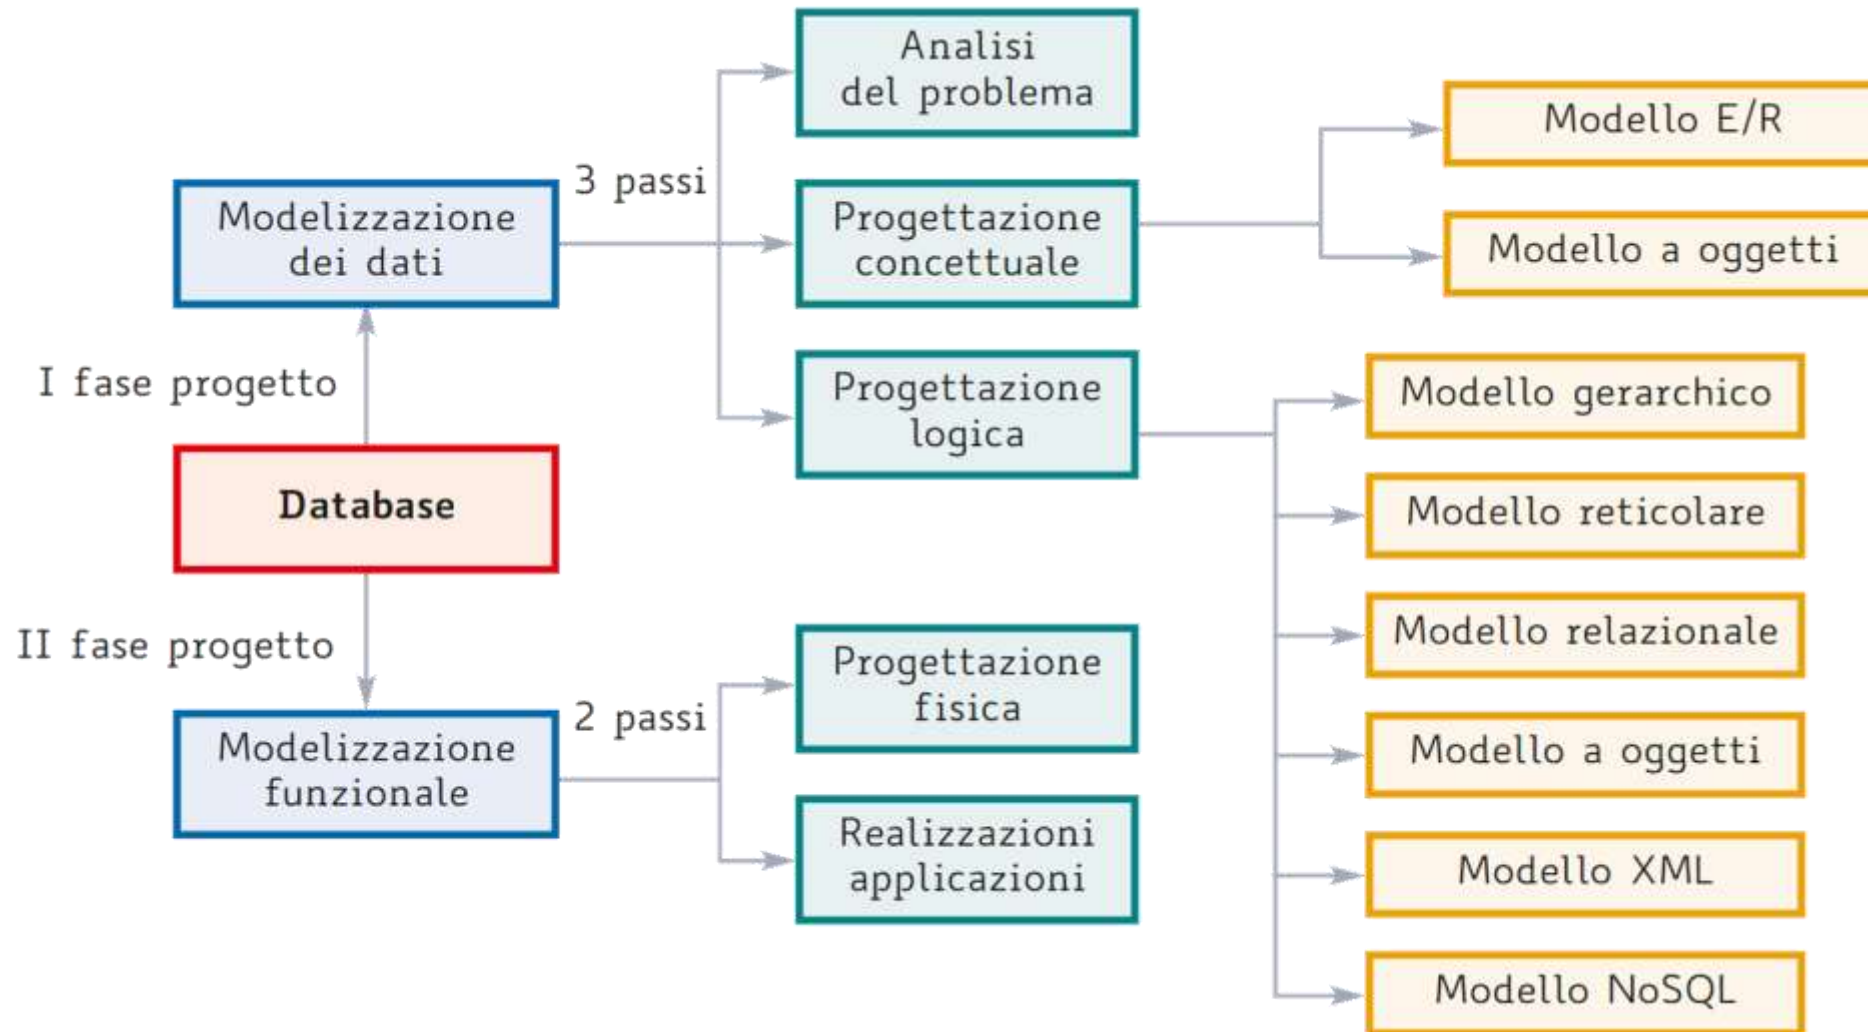 Analisi
del problema
Modello E/R
3 passi
Modelizzazione
dei dati
Progettazione
concettuale
Modello a oggetti
I fase progetto
Progettazione
logica
Modello gerarchico
Database
Modello reticolare
II fase progetto
Modello relazionale
Modelizzazione
funzionale
2 passi
Progettazione
fisica
Modello a oggetti
Realizzazioni
applicazioni
Modello XML
Modello NoSQL